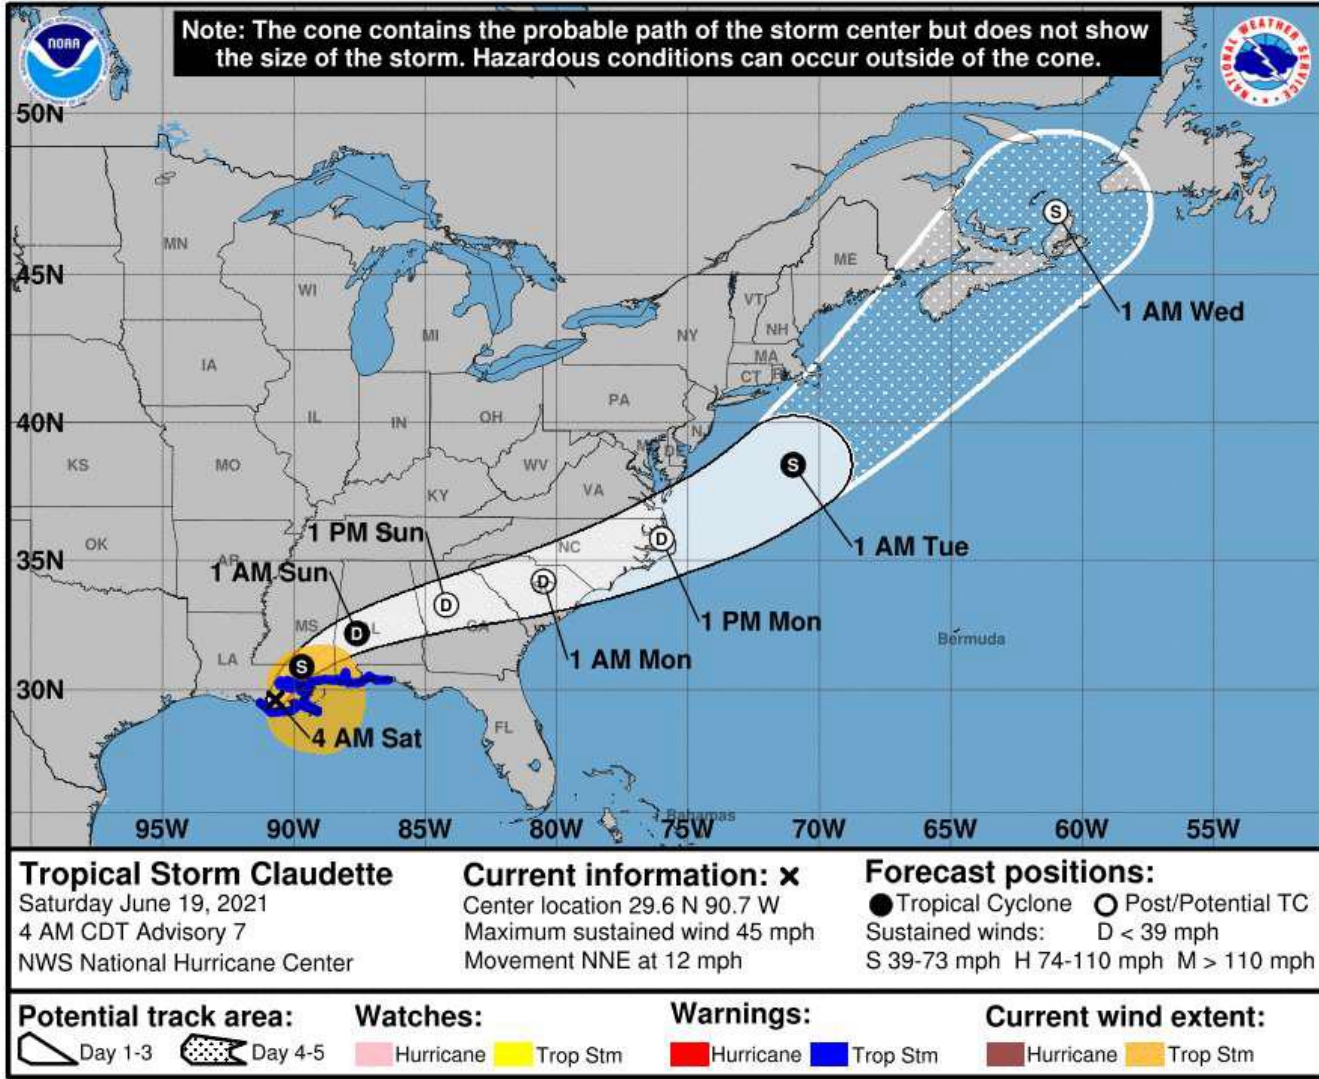 Note: The cone contains the probable path of the storm center but does not show
the size of the storm. Hazardous conditions can occur outside of the cone.
NOAA
NATIONAL WEATHER SERVICE
50N
MN
ME
45N
WI
VT
1 AM Wed
MI
NY
NH
MA
IA
CT
PA
40N
IL
IN
OH
KS
MO
WV
DE
S
KY
VA
1 PM Sun
OK
NC
1 AM Tue
35N
AR
1 AM Sun
D
MS
GA
1 PM Mon
Bermuda
LA
1 AM Mon
S
30N
4 AM Sat
FL
Bahamas
95W 90W 85W 80W 75W 70W 65W 60W 55W
Tropical Storm Claudette
Saturday June 19, 2021
4 AM CDT Advisory 7
NWS National Hurricane Center
Current information: x
Center location 29.6 N 90.7 W
Maximum sustained wind 45 mph
Movement NNE at 12 mph
Forecast positions:
Tropical Cyclone Post/Potential TC
Sustained winds: D < 39 mph
S 39-73 mph H 74-110 mph M > 110 mph
Potential track area:
Day 1-3 Day 4-5
Watches:
Hurricane Trop Stm
Warnings:
Hurricane Trop Stm
Current wind extent:
Hurricane Trop Stm